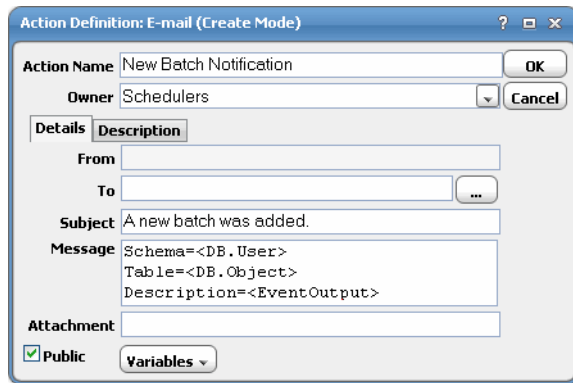 Action Definition: E-mail (Create Mode) ?
Action Name New Batch Notification OK
Owner Schedulers Cancel
Details Description
From
To ...
Subject A new batch was added.
Message Schema=<DB.User>
Table=<DB.Object>
Description=<EventOutput>
Attachment
Public Variables